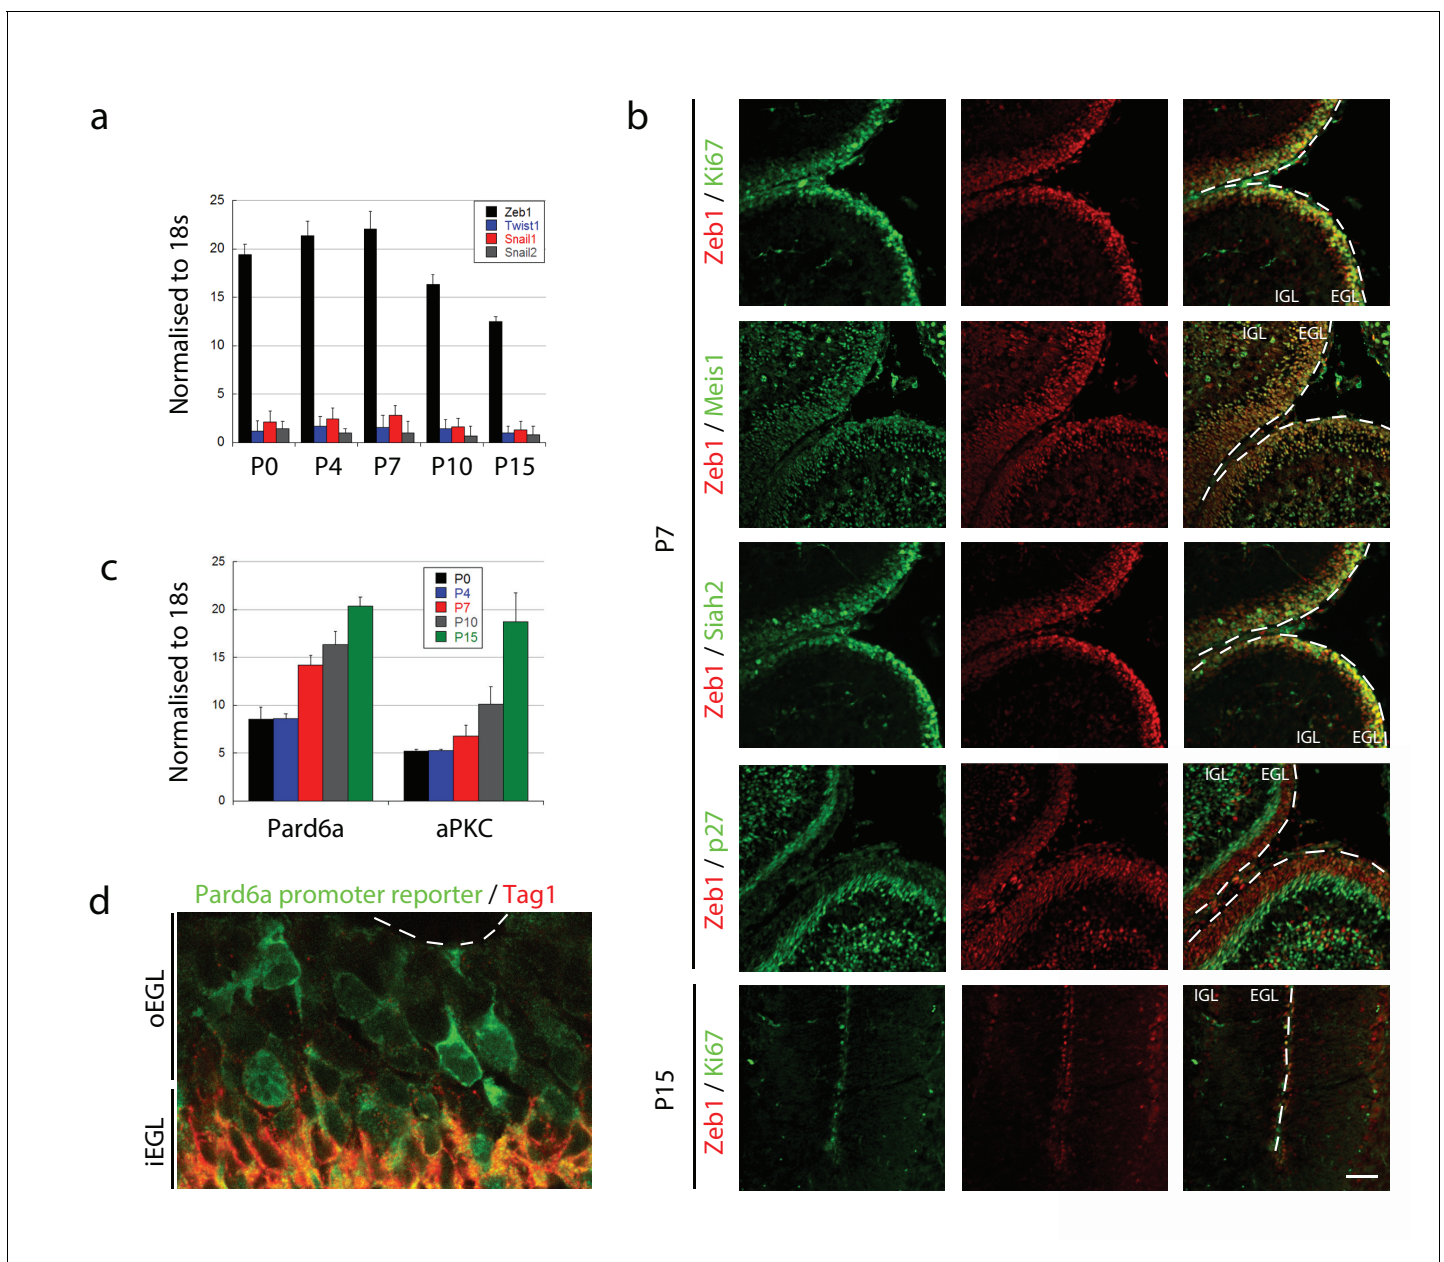 a
Normalised to 18s
25
20
15
10
5
0
Zeb1
Twist1
Snail1
Snail2
P0 P4 P7 P10 P15
b
P7
Zeb1 / Ki67
IGL EGL
Zeb1 / Meis1
IGL EGL
Zeb1 / Siah2
IGL EGL
Zeb1 / p27
IGL EGL
P15
Zeb1 / Ki67
IGL EGL
c
Normalised to 18s
25
20
15
10
5
0
P0
P4
P7
P10
P15
Pard6a aPKC
d
Pard6a promoter reporter / Tag1
oEGL
iEGL